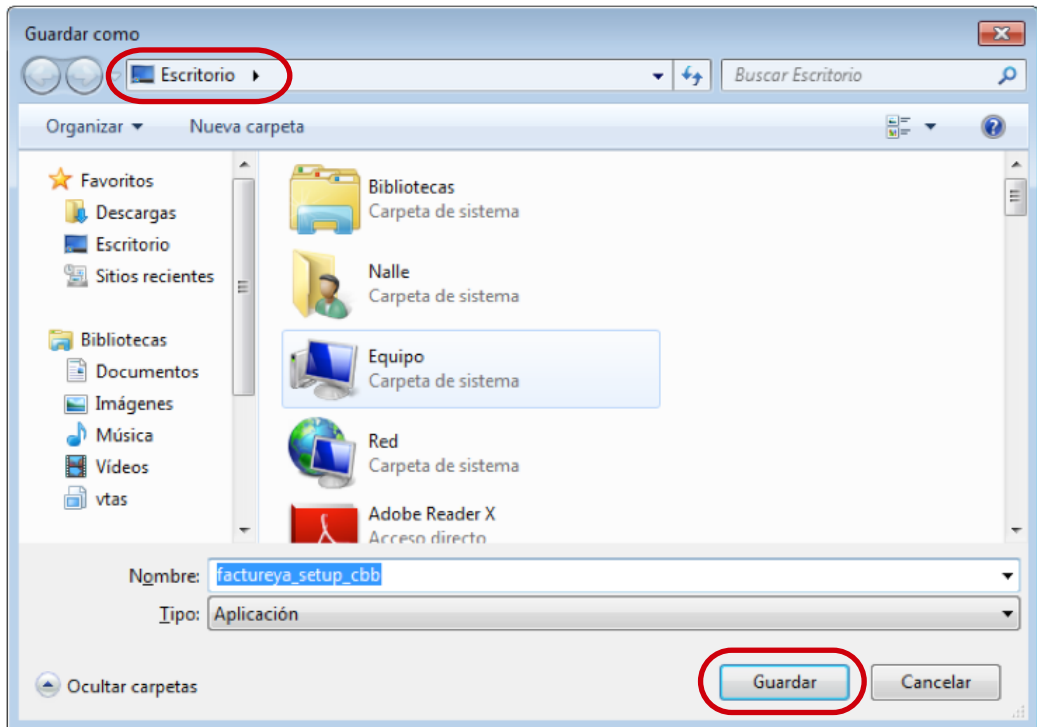 Guardar como
Escritorio
Buscar Escritorio
Organizar
Nueva carpeta
Favoritos
Descargas
Escritorio
Sitios recientes
Bibliotecas
Documentos
Imágenes
Música
Vídeos
vtas
Bibliotecas
Carpeta de sistema
Nalle
Carpeta de sistema
Equipo
Carpeta de sistema
Red
Carpeta de sistema
Adobe Reader X
Acceso directo
Nombre: factureya_setup_cbb
Tipo: Aplicación
Ocultar carpetas
Guardar
Cancelar